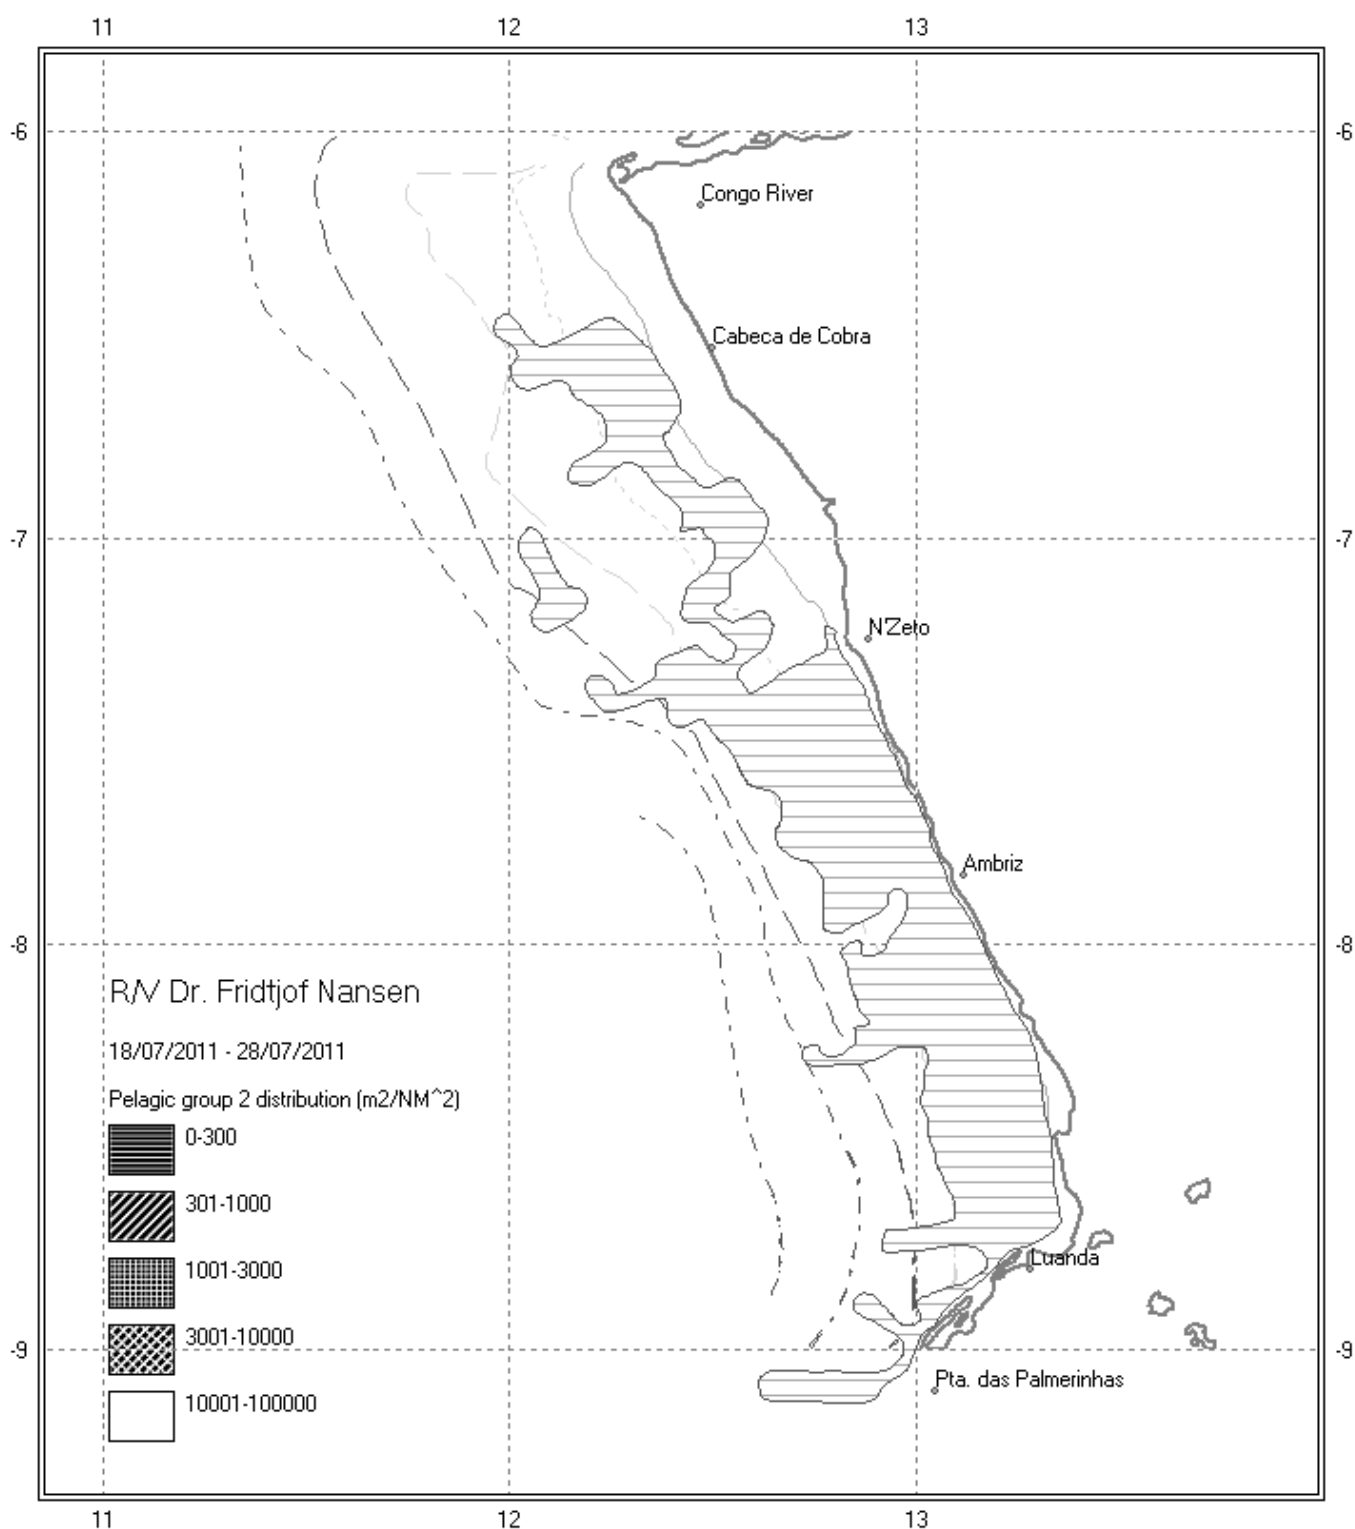 11 12 13
-6 -6
Congo River
Cabeca de Cobra
-7 -7
N'Zeto
Ambriz
-8 -8
R/V Dr. Fridtjof Nansen
18/07/2011 - 28/07/2011
Pelagic group 2 distribution (m2/NM^2)
0-300
301-1000
1001-3000
Luanda
3001-10000
-9 -9
Pta. das Palmerinhas
10001-100000
11 12 13